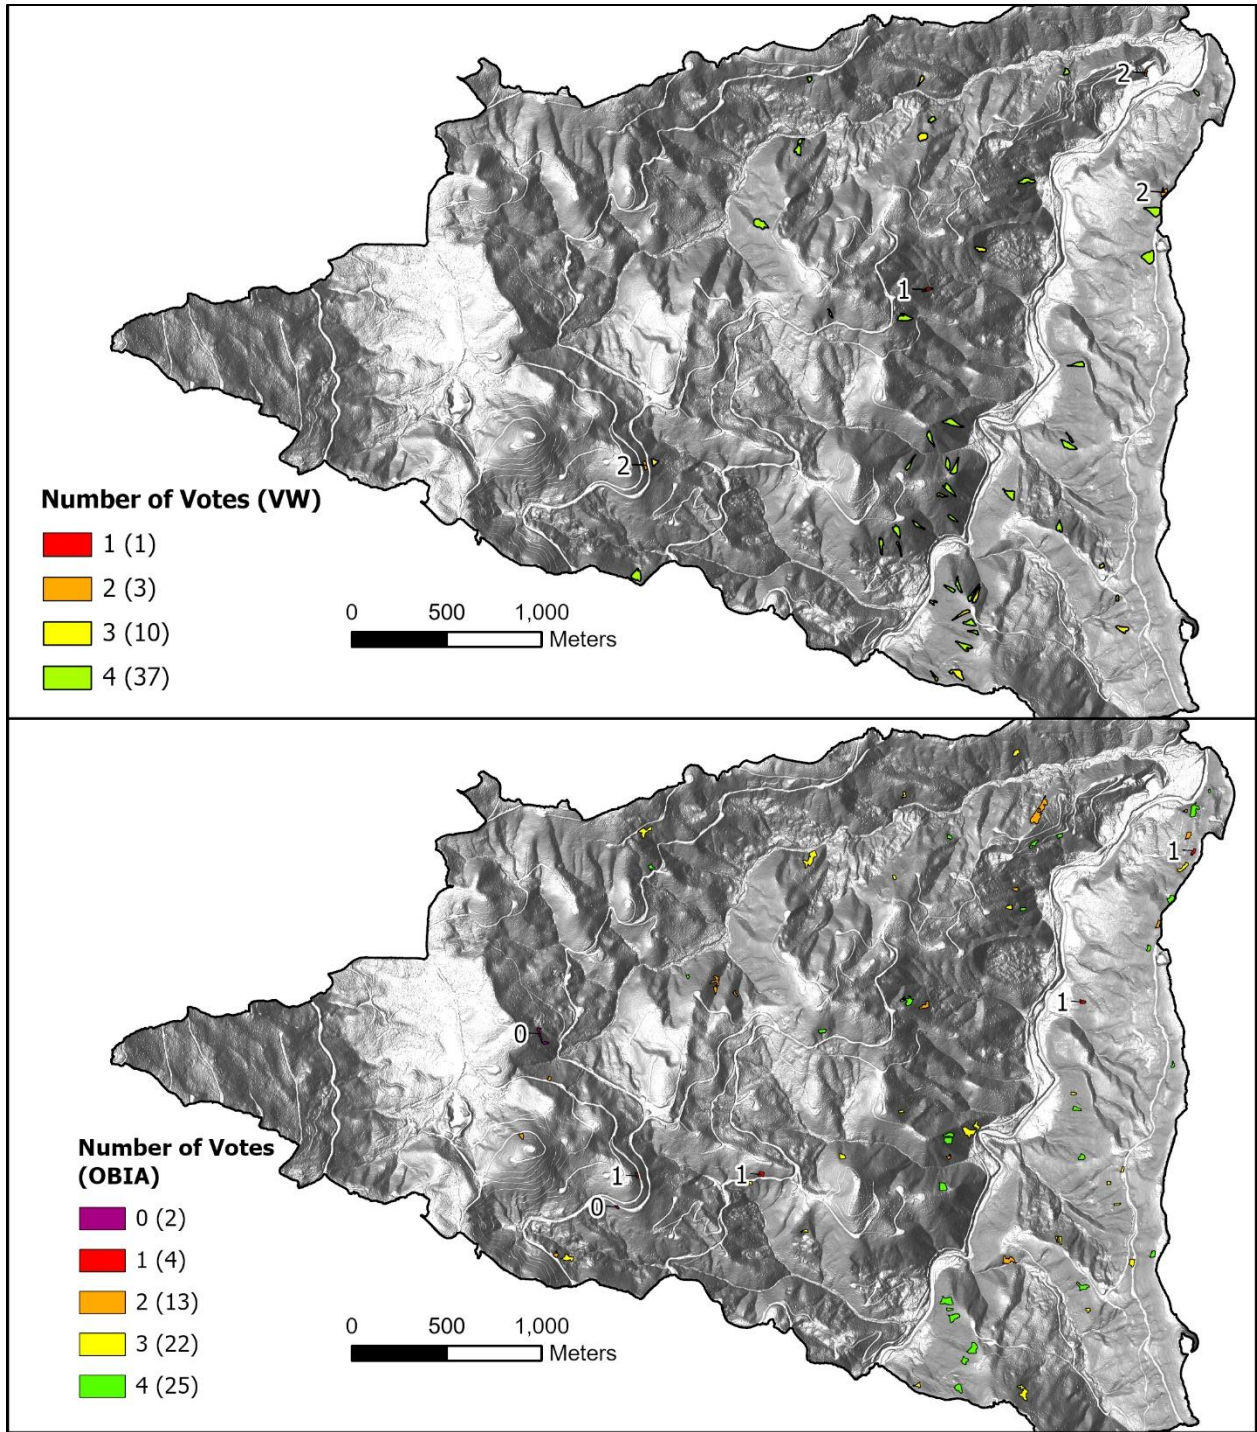 2
2
1
2
Number of Votes (VW)
1 (1)
2 (3)
3 (10)
4 (37)
0 500 1,000
Meters
1
1
0
1
1
0
Number of Votes
(OBIA)
0 (2)
1 (4)
2 (13)
3 (22)
4 (25)
0 500 1,000
Meters